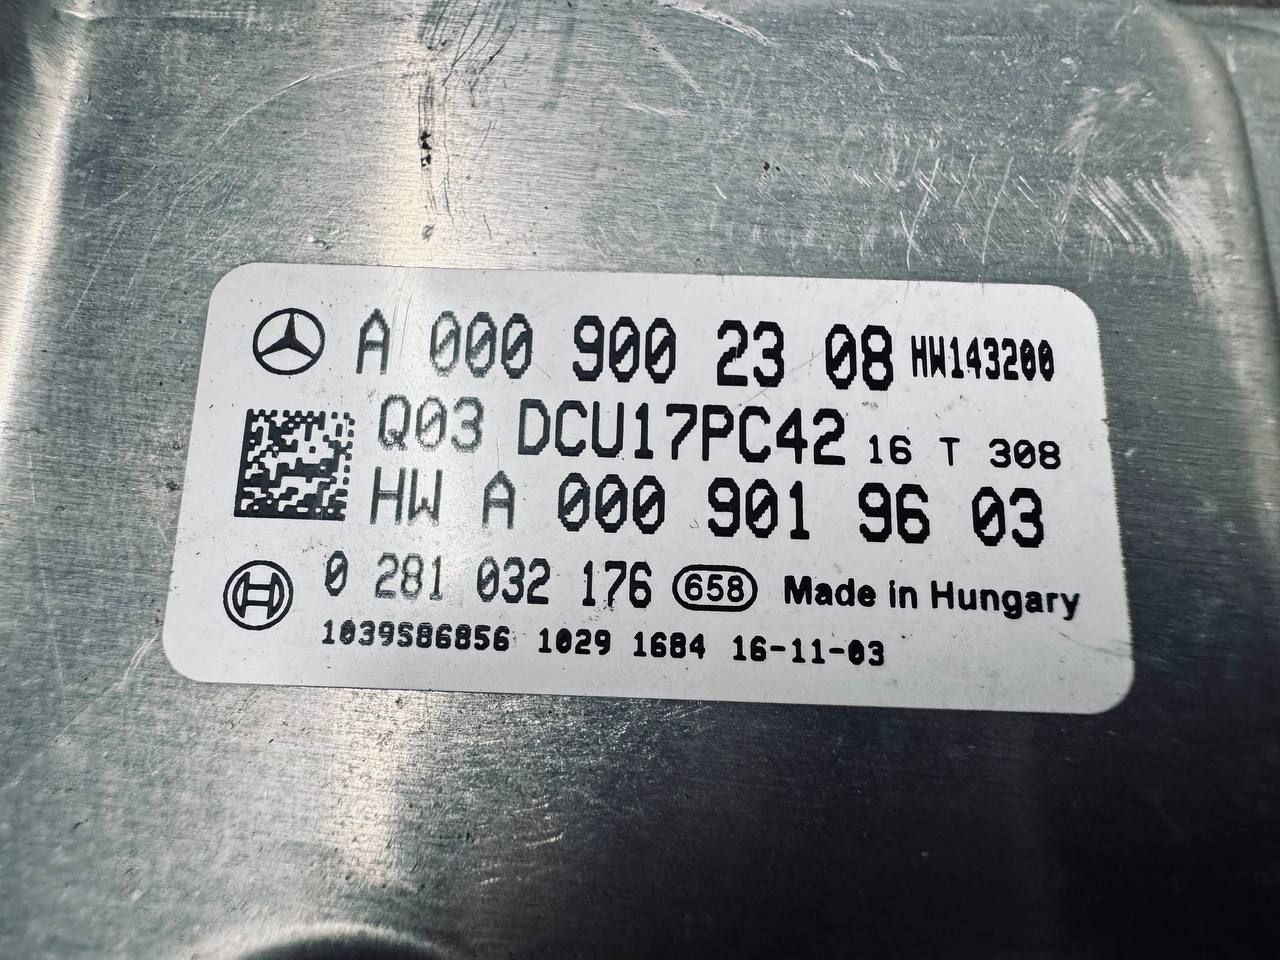 A 000 900 23 08 HW143200
Q03 DCU17PC42 16 T 308
HW A 000 901 96 03
0 281 032 176 658 Made in Hungary
1039S86856 1029 1684 16-11-03